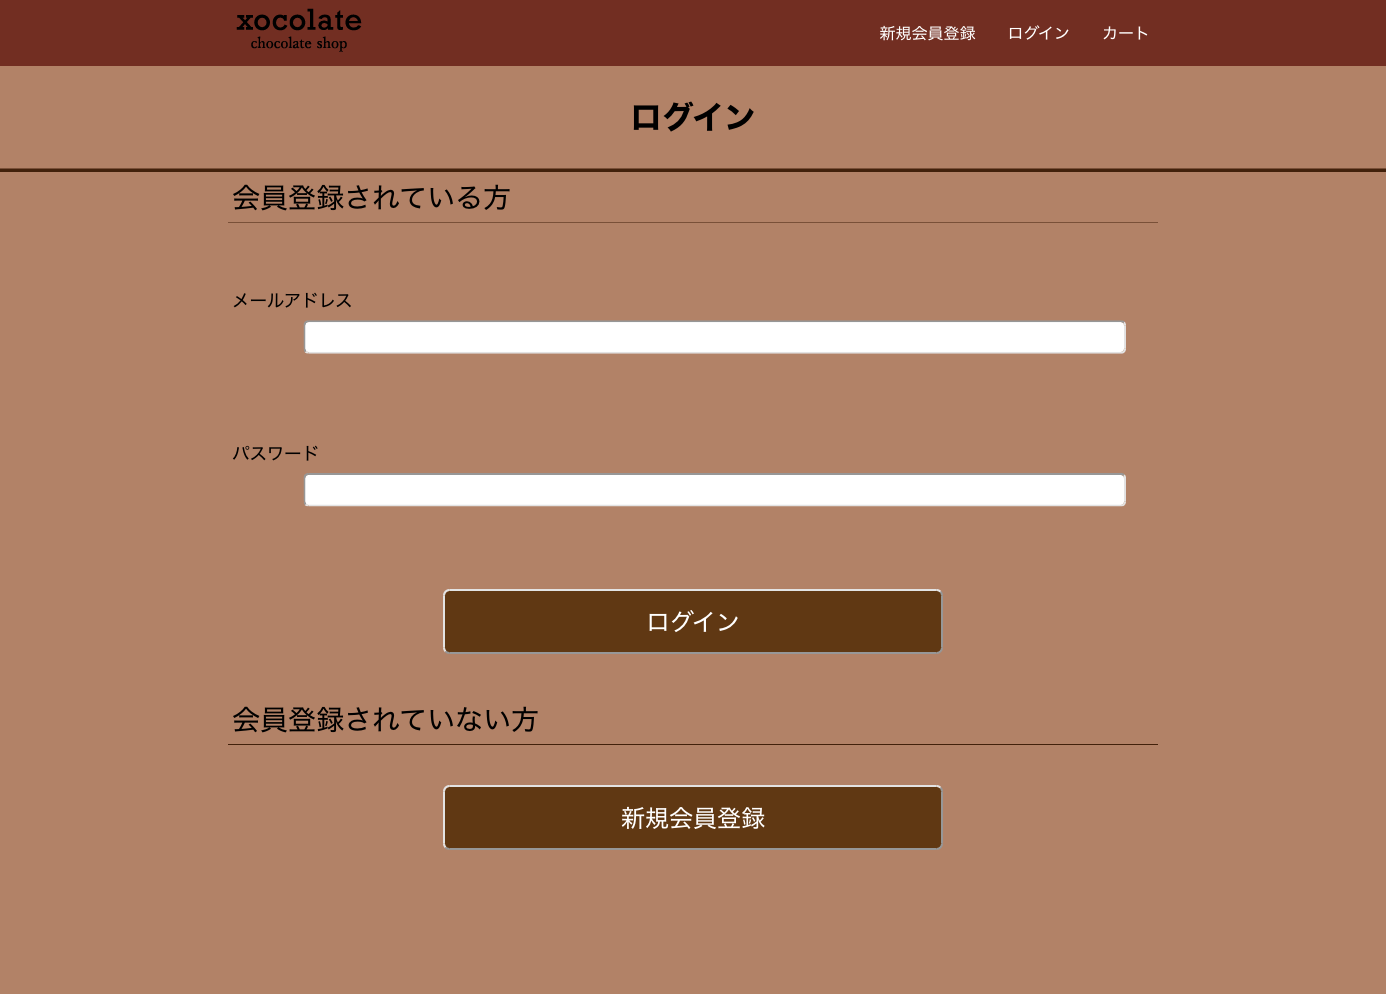 xocolate
chocolate shop
新規会員登録 ログイン カート
ログイン
会員登録されている方
メールアドレス
パスワード
ログイン
会員登録されていない方
新規会員登録